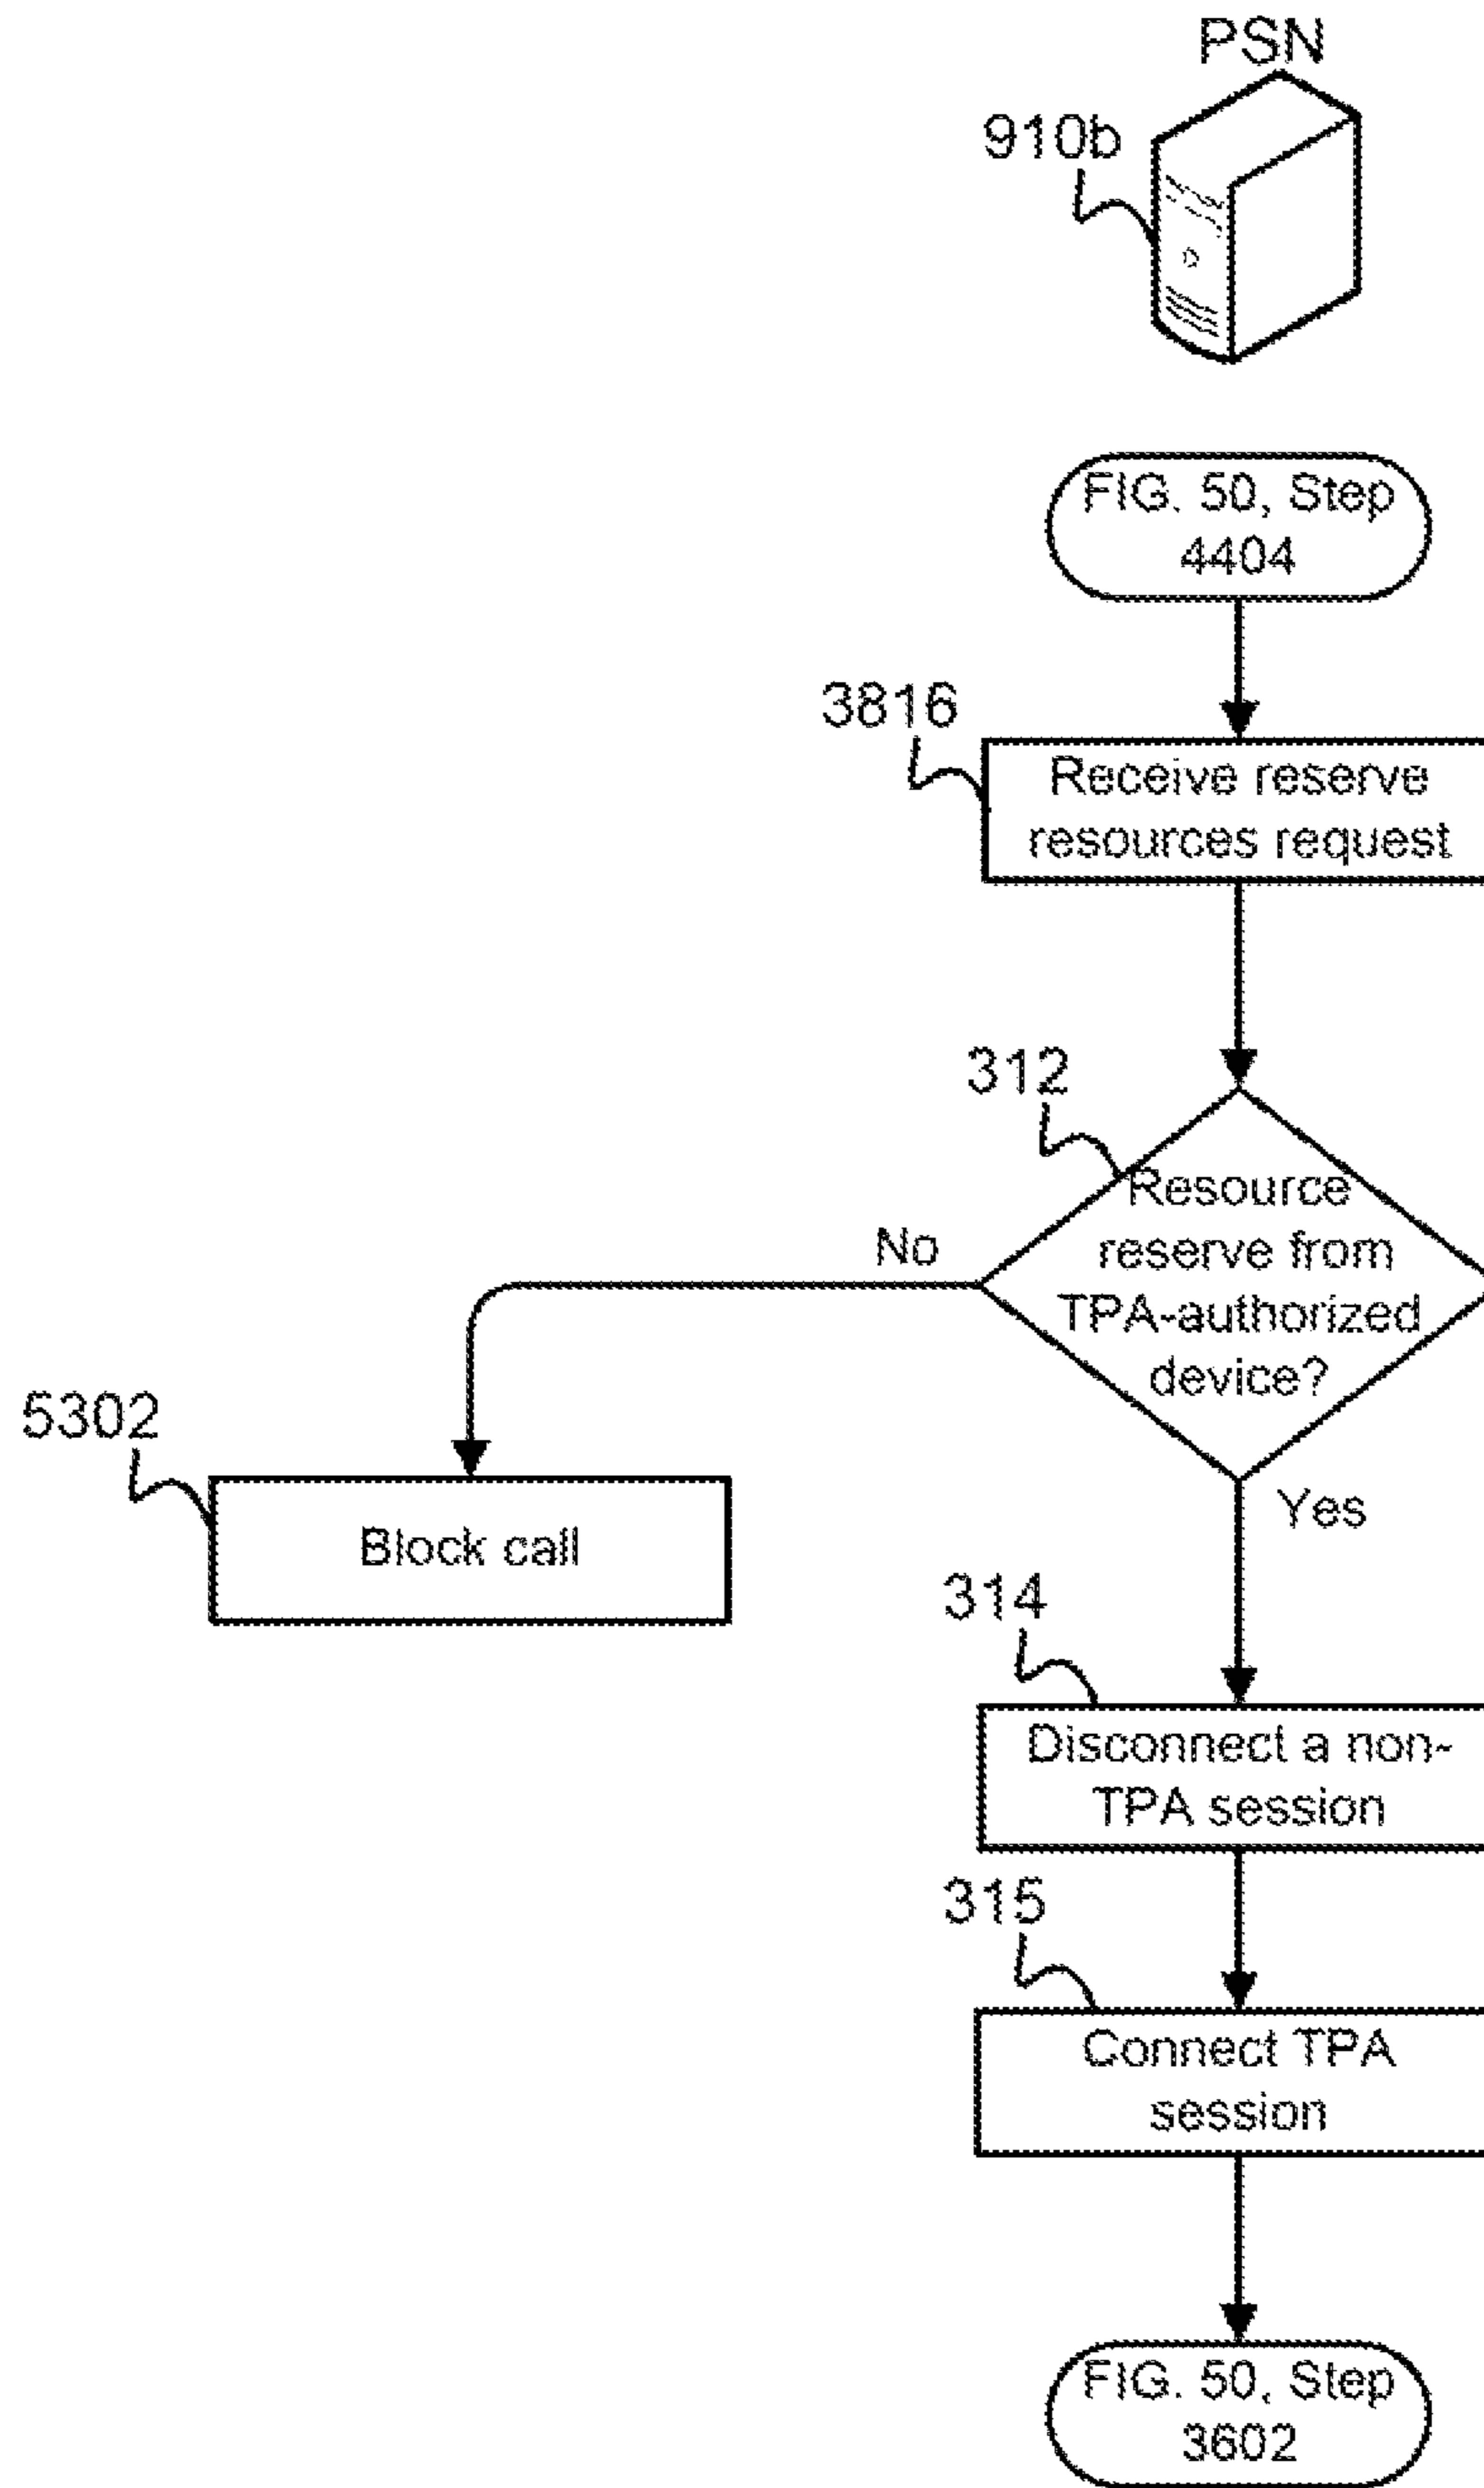 PSN
910b
FIG. 50, Step
4404
3816
Receive reserve
resources request
312
Resource
reserve from
TPA-authorized
device?
No
Yes
5302
Block call
314
Disconnect a non-
TPA session
315
Connect TPA
session
FIG. 50, Step
3602